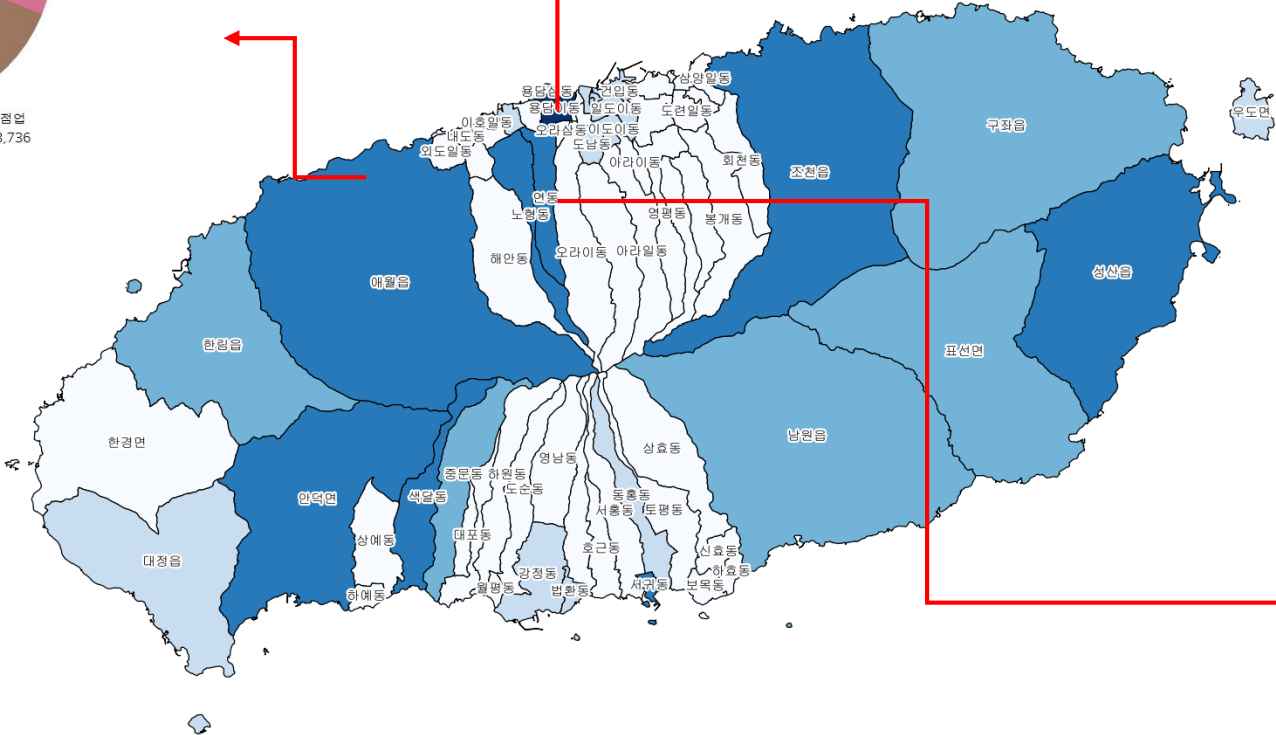 점업
3,736
삼양일동
용담삼동
건입동
용담이동
일도이동
도련일동
구좌읍
우도면
이호일동
오라삼동
이도이동
내도동
도남동
외도일동
아라이동
회천동
조천읍
연동
노형동
영평동
봉개동
해안동
오라이동
아라일동
성산읍
애월읍
한림읍
표선면
한경면
남원읍
상효동
영남동
중문동
하원동
도순동
안덕면
색달동
동홍동
서홍동
토평동
대포동
상예동
호근동
신효동
대정읍
강정동
하효동
월평동
법환동
서귀동
보목동
하예동